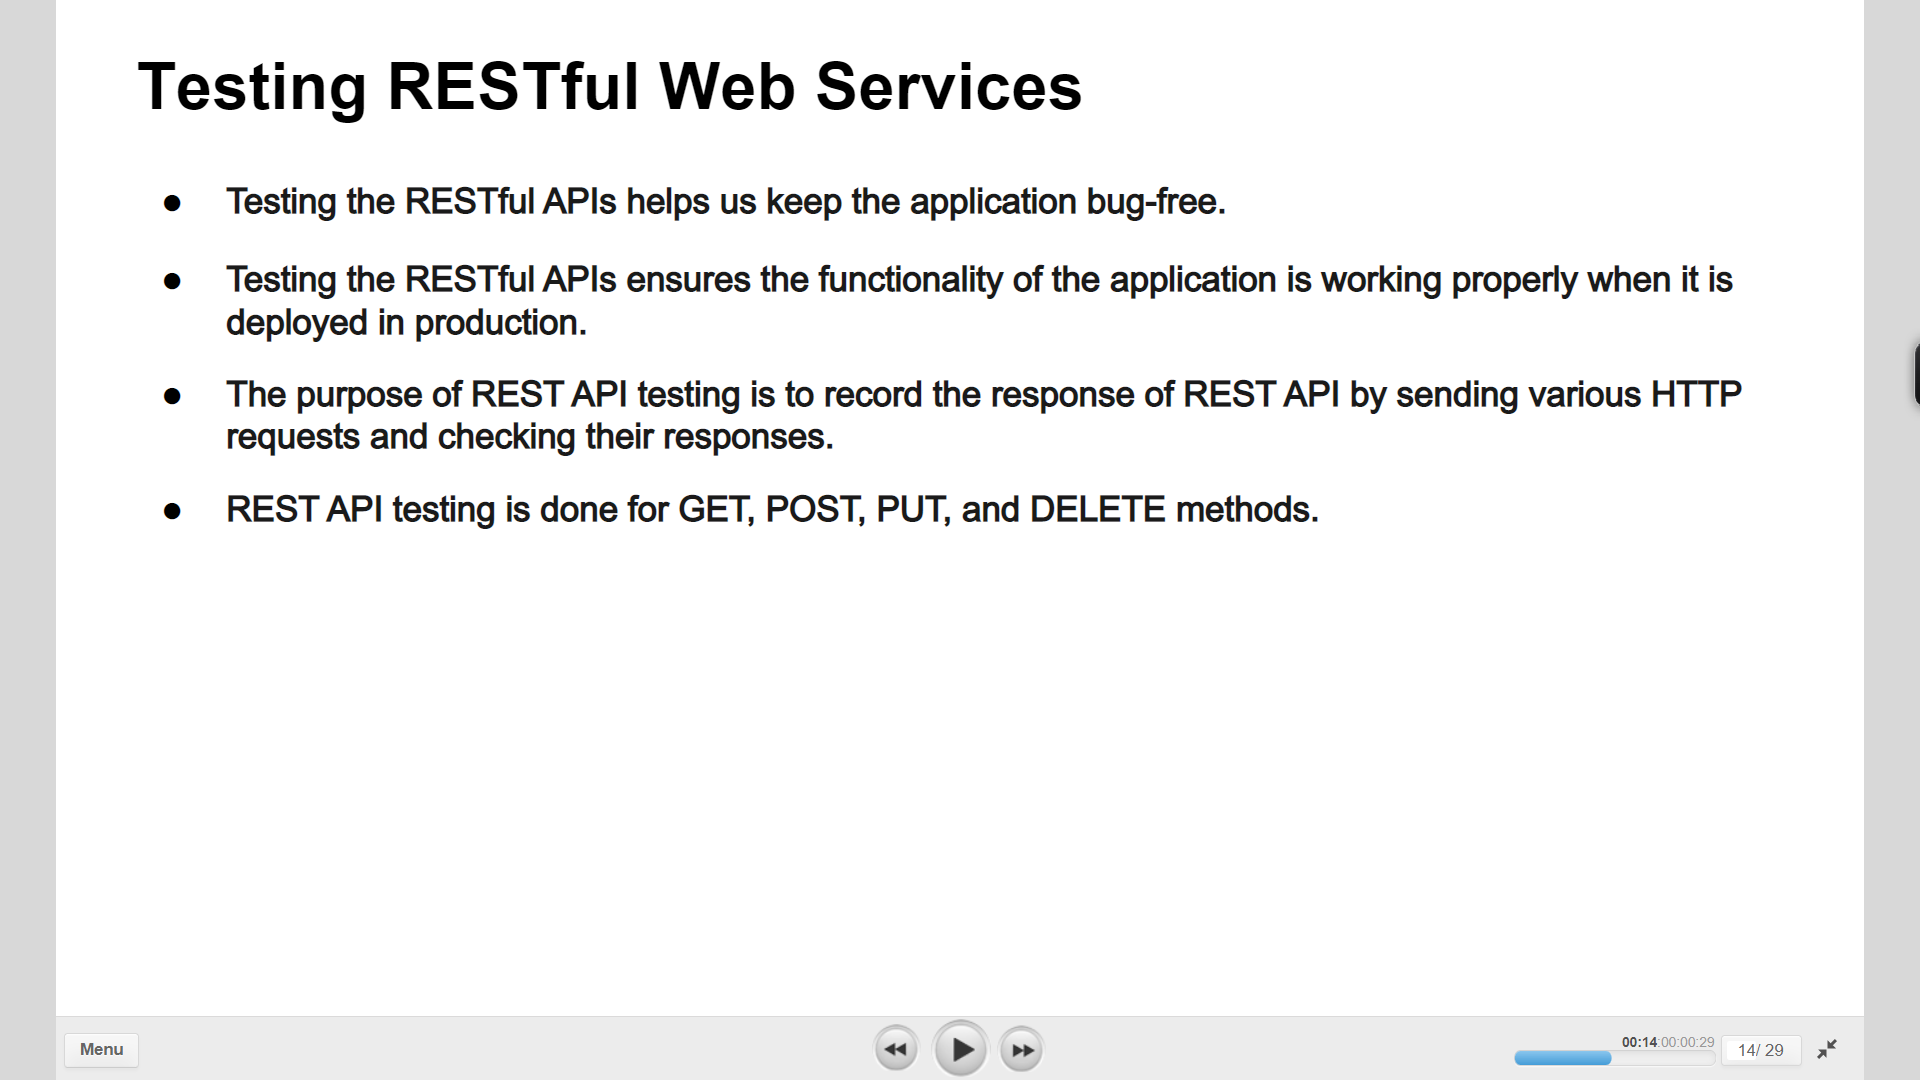 Testing RESTful Web Services
● Testing the RESTful APIs helps us keep the application bug-free.
● Testing the RESTful APIs ensures the functionality of the application is working properly when it is
deployed in production.
● The purpose of REST API testing is to record the response of REST API by sending various HTTP
requests and checking their responses.
● REST API testing is done for GET, POST, PUT, and DELETE methods.
Menu
00:14:00:00:29
14/ 29